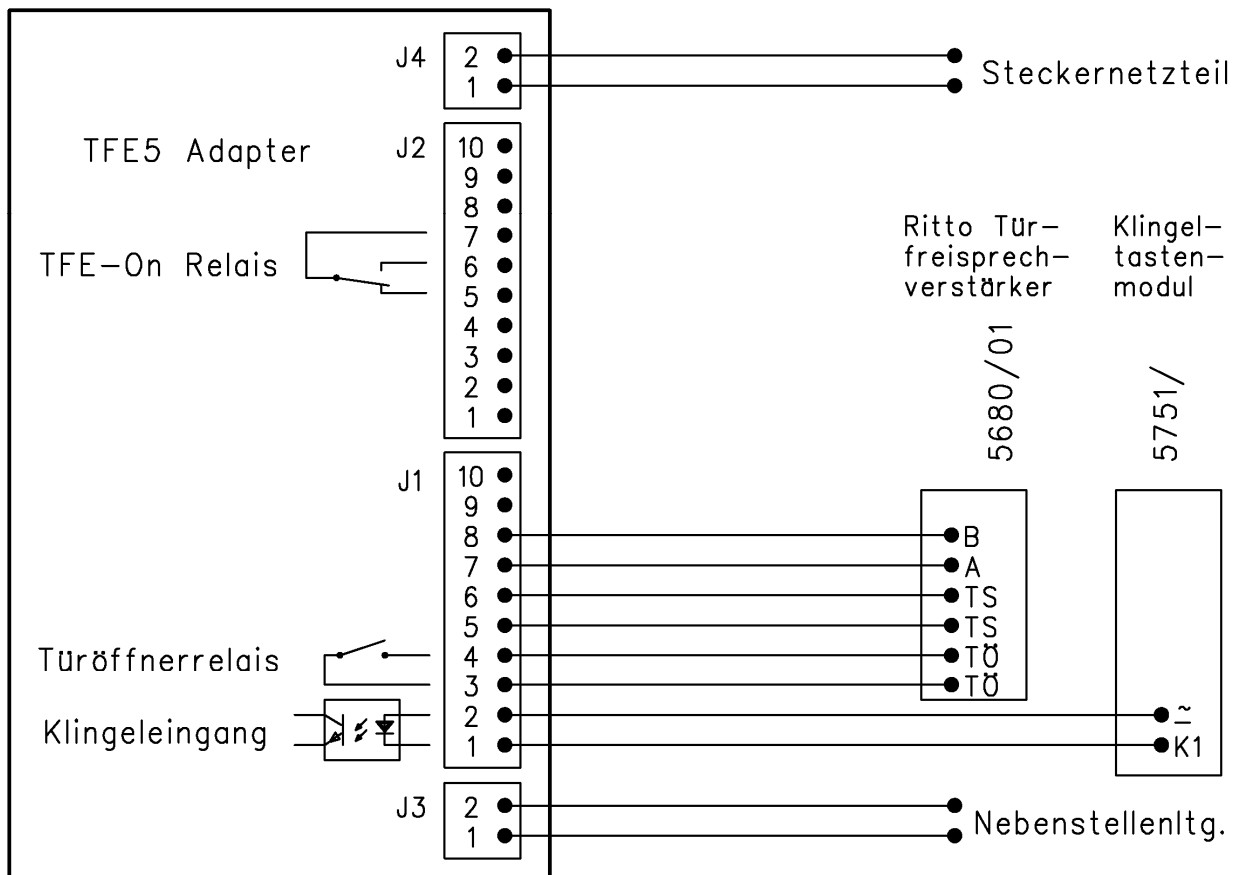 J4
2
1
Steckernetzteil
TFE5 Adapter
J2
10
9
8
7
6
5
4
3
2
1
TFE-On Relais
Ritto Tür-
freisprech-
verstärker
5680/01
Klingel-
tasten-
modul
5751/
J1
10
9
8
7
6
5
4
3
2
1
B
A
TS
TS
TÖ
TÖ
Türöffnerrelais
Klingeleingang
~
K1
J3
2
1
Nebenstellenltg.